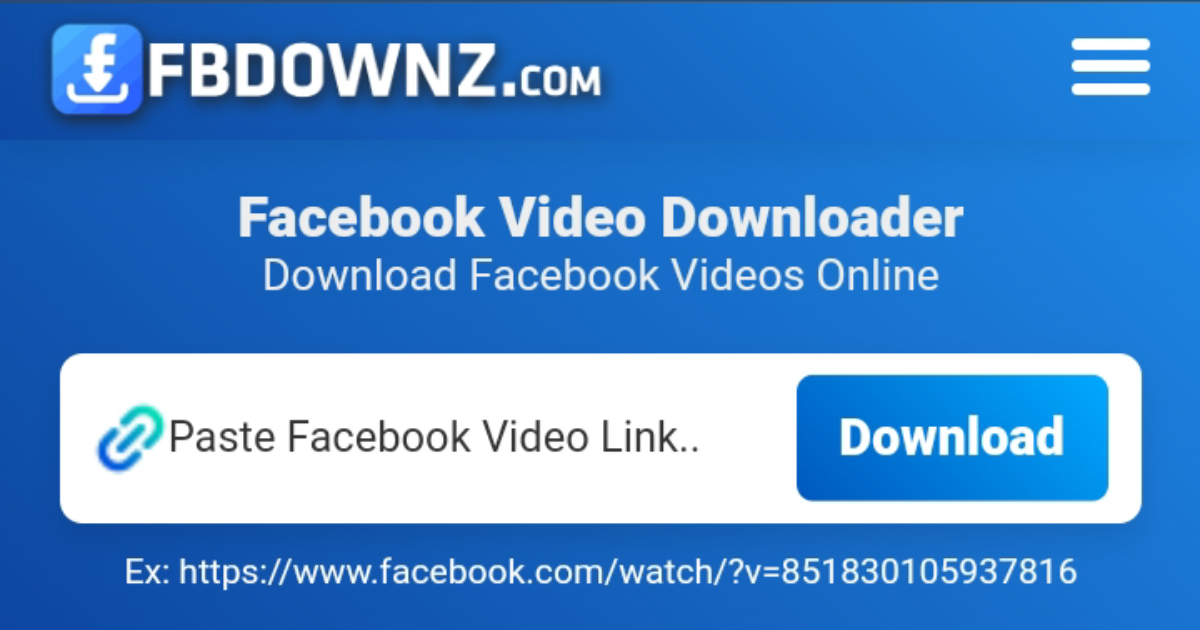 FBDOWNZ.COM
Facebook Video Downloader
Download Facebook Videos Online
Paste Facebook Video Link..
Download
Ex: https://www.facebook.com/watch/?v=851830105937816